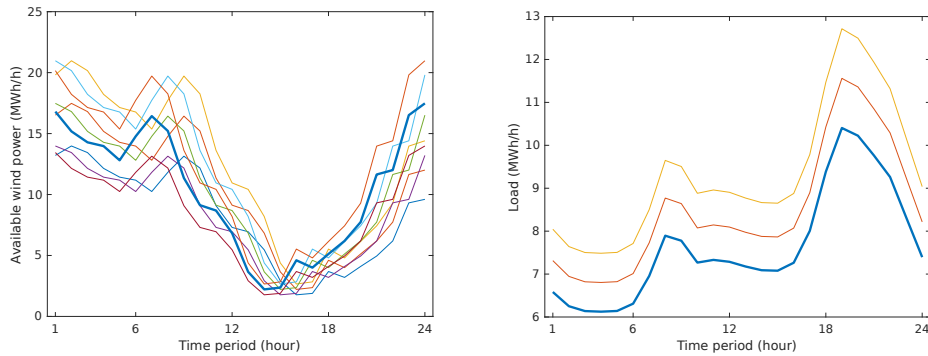 25
20
15
10
5
0
Available wind power (MWh/h)
1 6 12 18 24
Time period (hour)
13
12
11
10
9
8
7
6
Load (MWh/h)
1 6 12 18 24
Time period (hour)